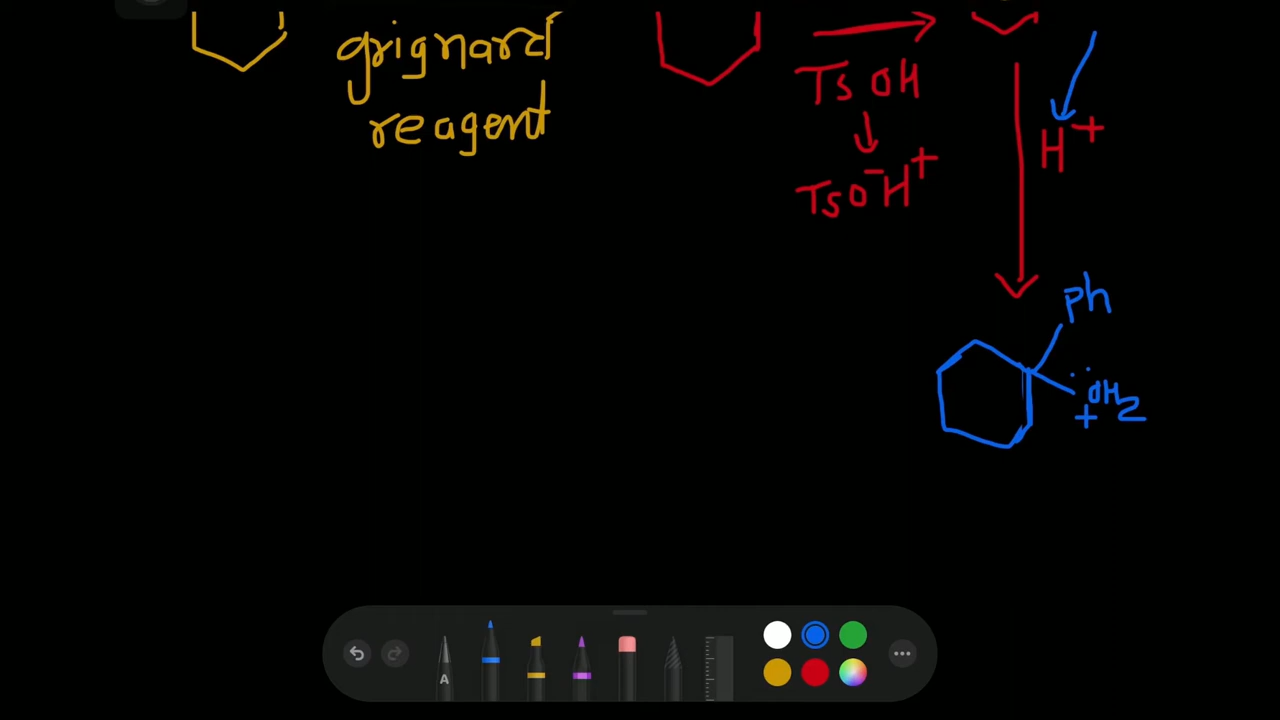 grignard
reagent
TsOH
TsO⁻H⁺
H⁺
Ph
:OH₂
+
A